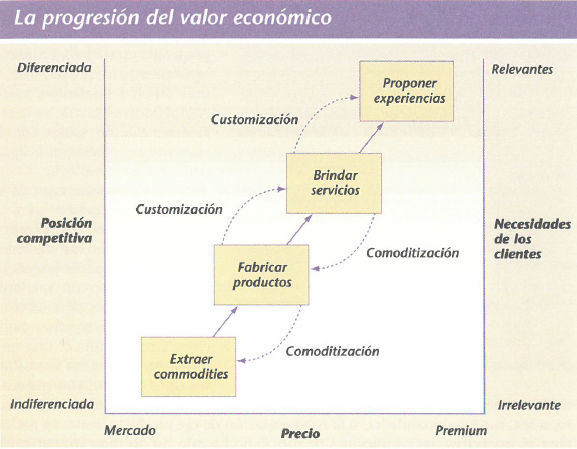 La progresión del valor económico
Diferenciada
Relevantes
Proponer
experiencias
Customización
Brindar
servicios
Customización
Posición
competitiva
Necesidades
de los
clientes
Comoditización
Fabricar
productos
Comoditización
Extraer
commodities
Indiferenciada
Irrelevante
Mercado
Precio
Premium